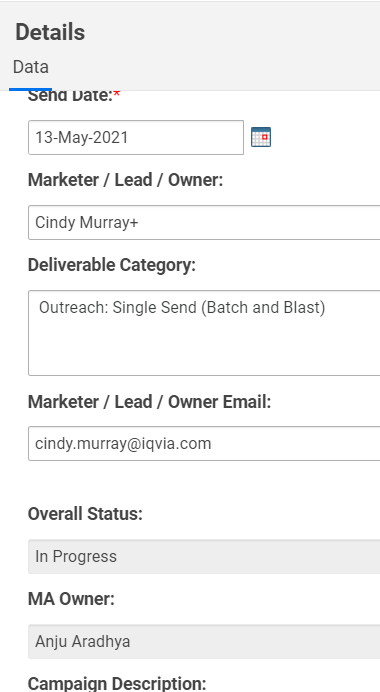 Details
Data
Send Date:*
13-May-2021
Marketer / Lead / Owner:
Cindy Murray+
Deliverable Category:
Outreach: Single Send (Batch and Blast)
Marketer / Lead / Owner Email:
cindy.murray@iqvia.com
Overall Status:
In Progress
MA Owner:
Anju Aradhya
Campaign Description: